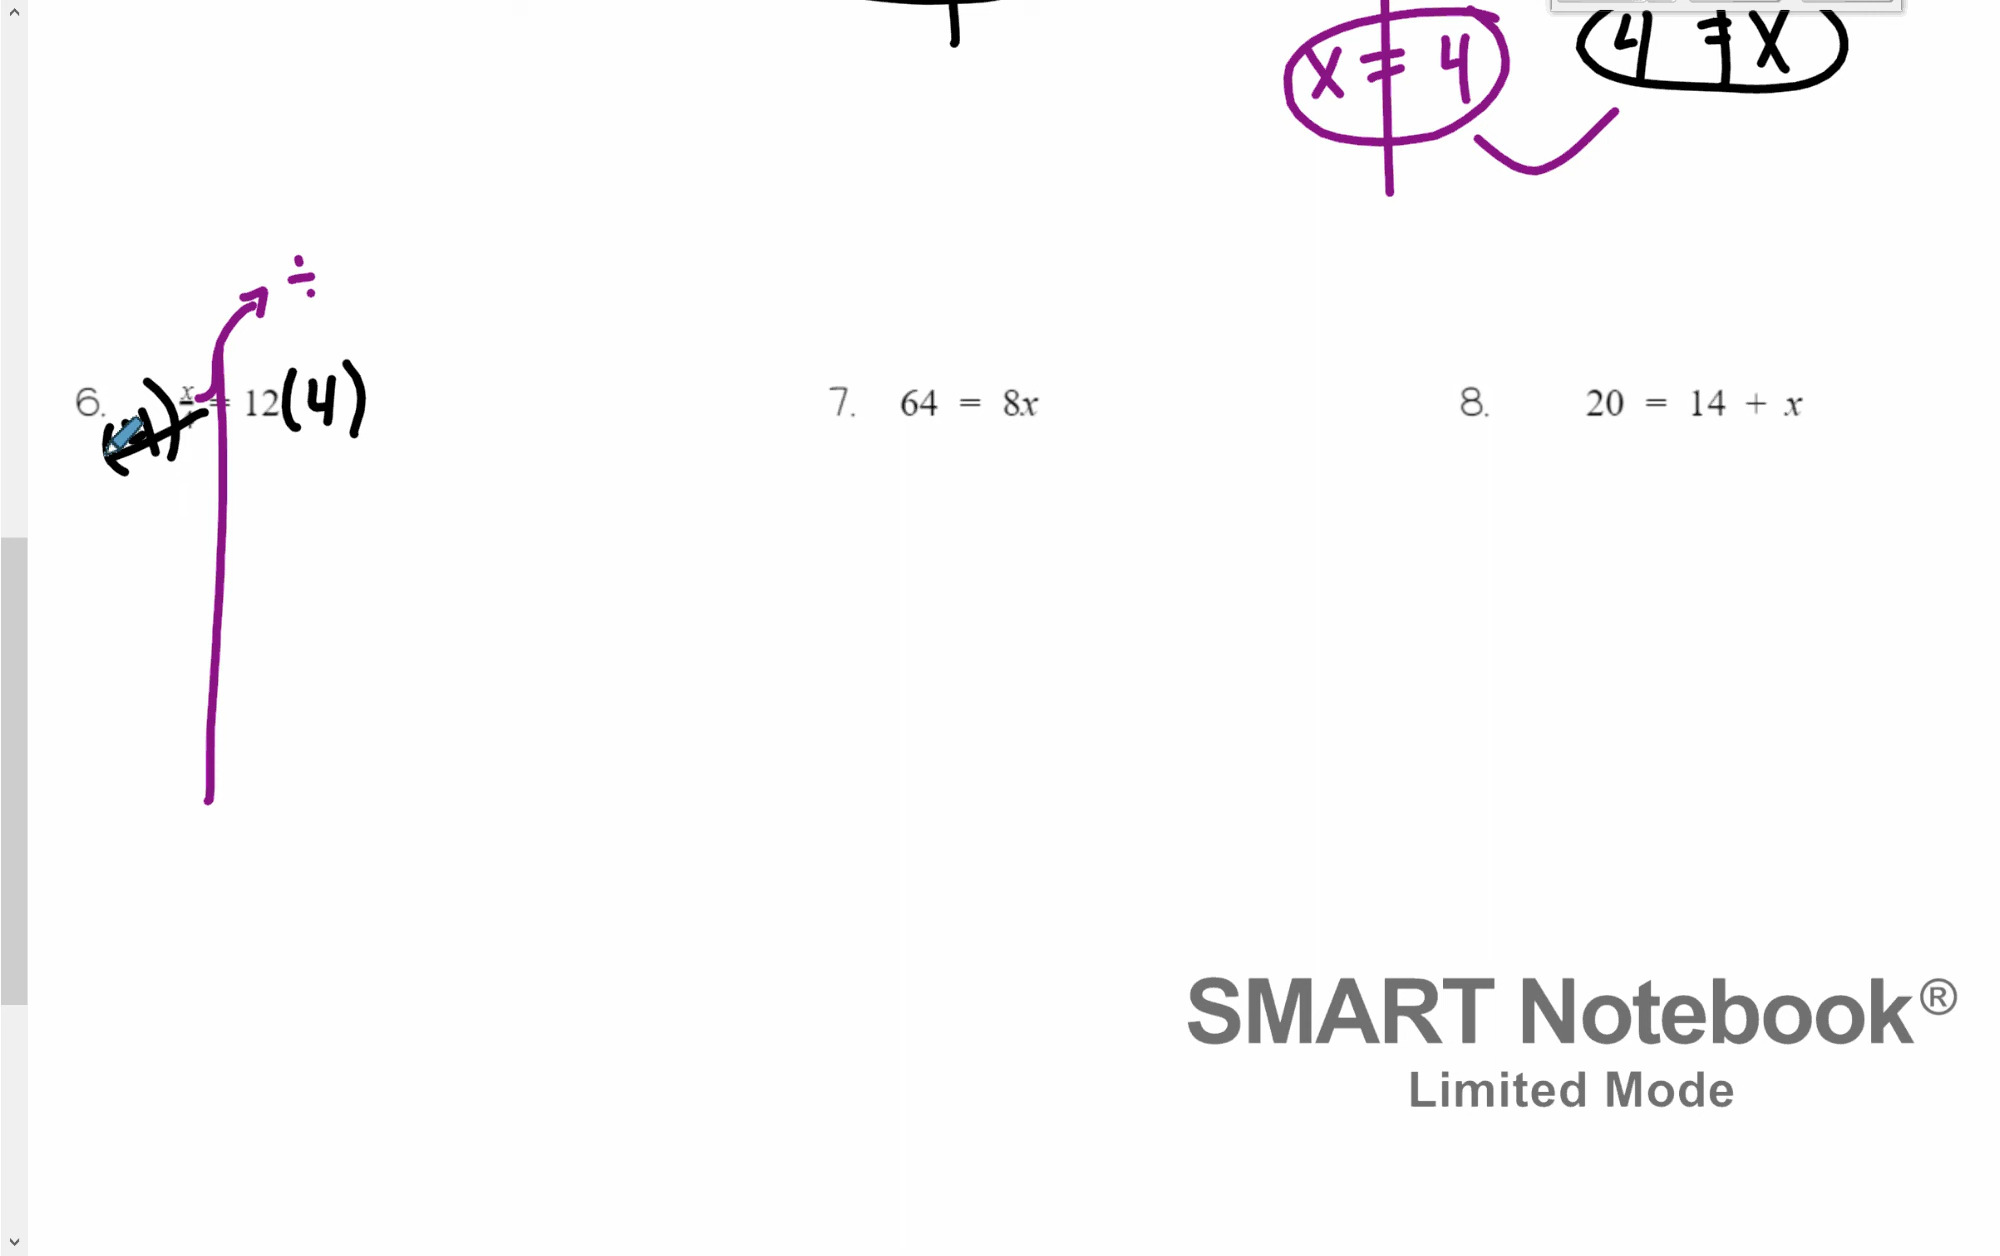 x = 4
4 = x
÷
6. (4) x/4 = 12(4)
7. 64 = 8x
8. 20 = 14 + x
SMART Notebook®
Limited Mode